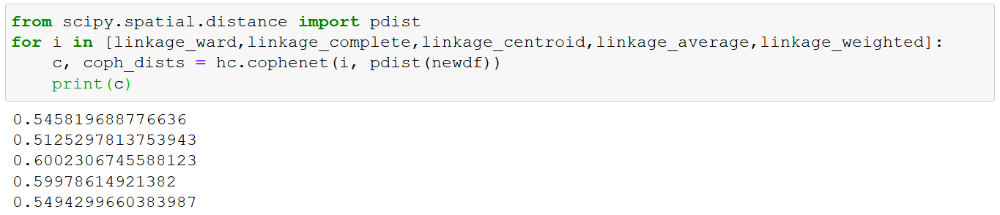 from scipy.spatial.distance import pdist
for i in [linkage_ward,linkage_complete,linkage_centroid,linkage_average,linkage_weighted]:
    c, coph_dists = hc.cophenet(i, pdist(newdf))
    print(c)
0.545819688776636
0.5125297813753943
0.6002306745588123
0.59978614921382
0.5494299660383987